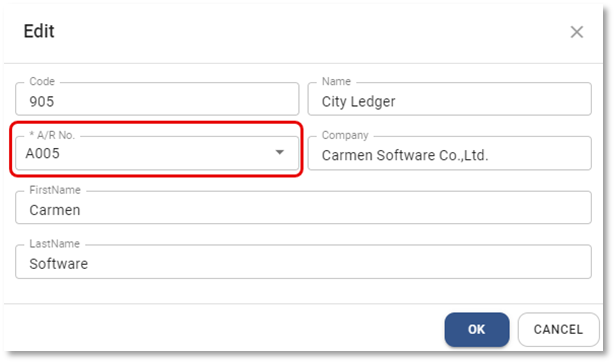 Edit
Code
905
Name
City Ledger
* A/R No.
A005
Company
Carmen Software Co.,Ltd.
FirstName
Carmen
LastName
Software
OK
CANCEL